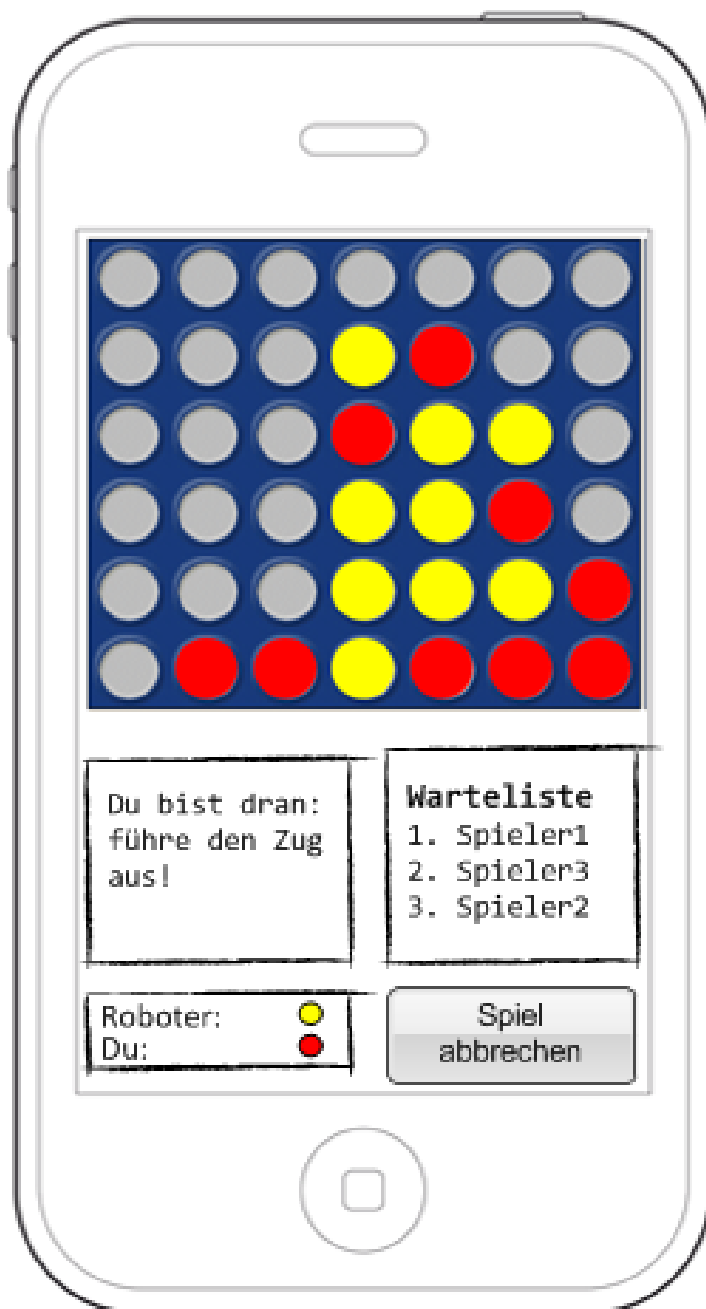 Du bist dran:
führe den Zug
aus!
Warteliste
1. Spieler1
2. Spieler3
3. Spieler2
Roboter:
Du:
Spiel
abbrechen